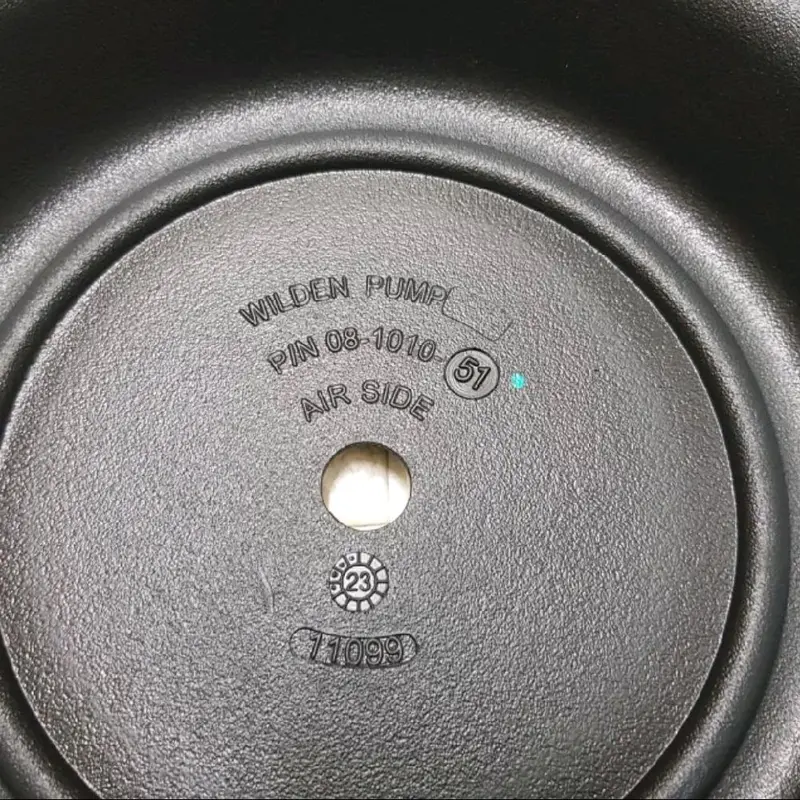 WILDEN PUMP
P/N 08-1010-51
AIR SIDE
23
11099